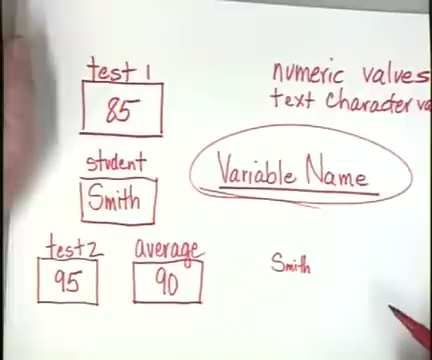 test 1
85
numeric values
text character va
student
Smith
Variable Name
test2
95
average
90
Smith